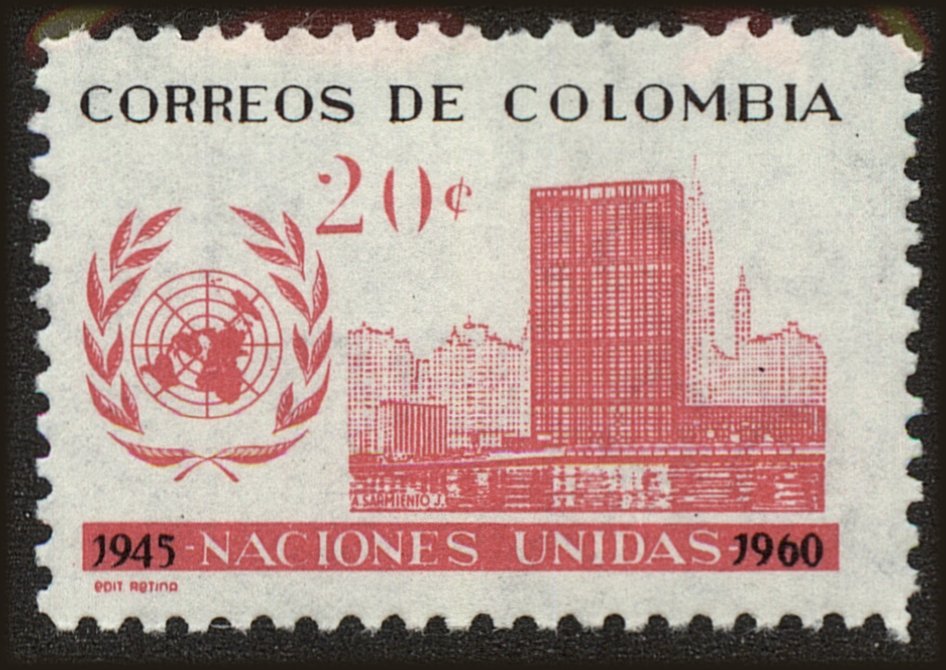 CORREOS DE COLOMBIA
20¢
A. SARMIENTO J.
1945-NACIONES UNIDAS-1960
EDIT RETINA